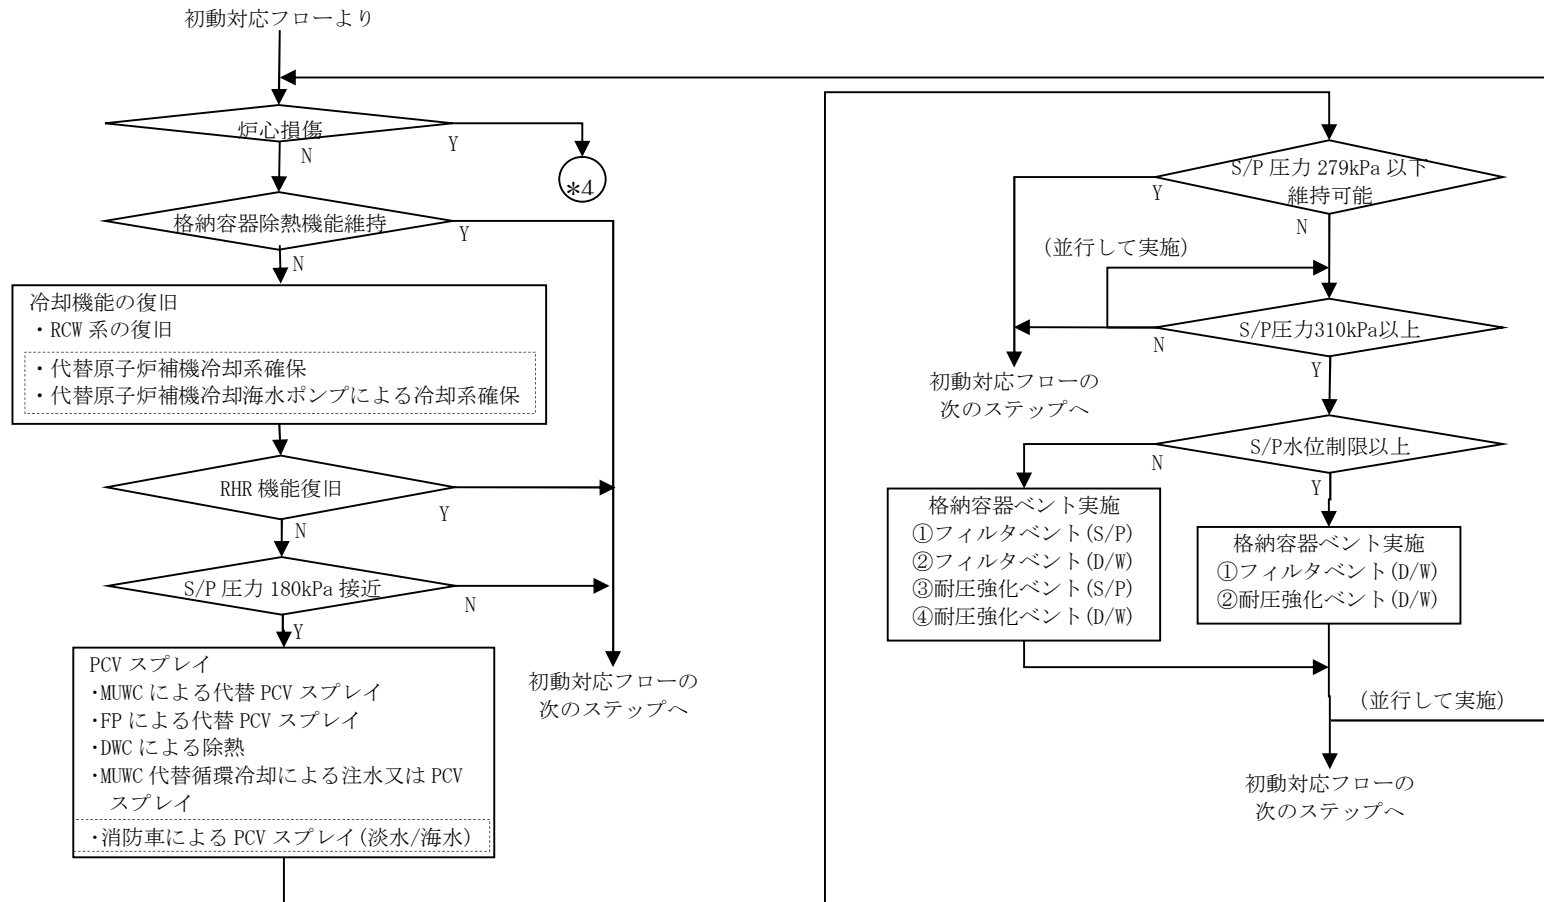 初動対応フローより
炉心損傷
Y
N
*4
格納容器除熱機能維持
Y
N
冷却機能の復旧
・RCW 系の復旧
・代替原子炉補機冷却系確保
・代替原子炉補機冷却海水ポンプによる冷却系確保
RHR 機能復旧
Y
N
S/P 圧力 180kPa 接近
N
Y
PCV スプレイ
・MUWC による代替 PCV スプレイ
・FP による代替 PCV スプレイ
・DWC による除熱
・MUWC 代替循環冷却による注水又は PCV
スプレイ
・消防車による PCV スプレイ(淡水/海水)
初動対応フローの
次のステップへ
S/P 圧力 279kPa 以下
維持可能
Y
N
(並行して実施)
S/P圧力310kPa以上
N
Y
初動対応フローの
次のステップへ
S/P水位制限以上
N
Y
格納容器ベント実施
①フィルタベント(S/P)
②フィルタベント(D/W)
③耐圧強化ベント(S/P)
④耐圧強化ベント(D/W)
格納容器ベント実施
①フィルタベント(D/W)
②耐圧強化ベント(D/W)
(並行して実施)
初動対応フローの
次のステップへ